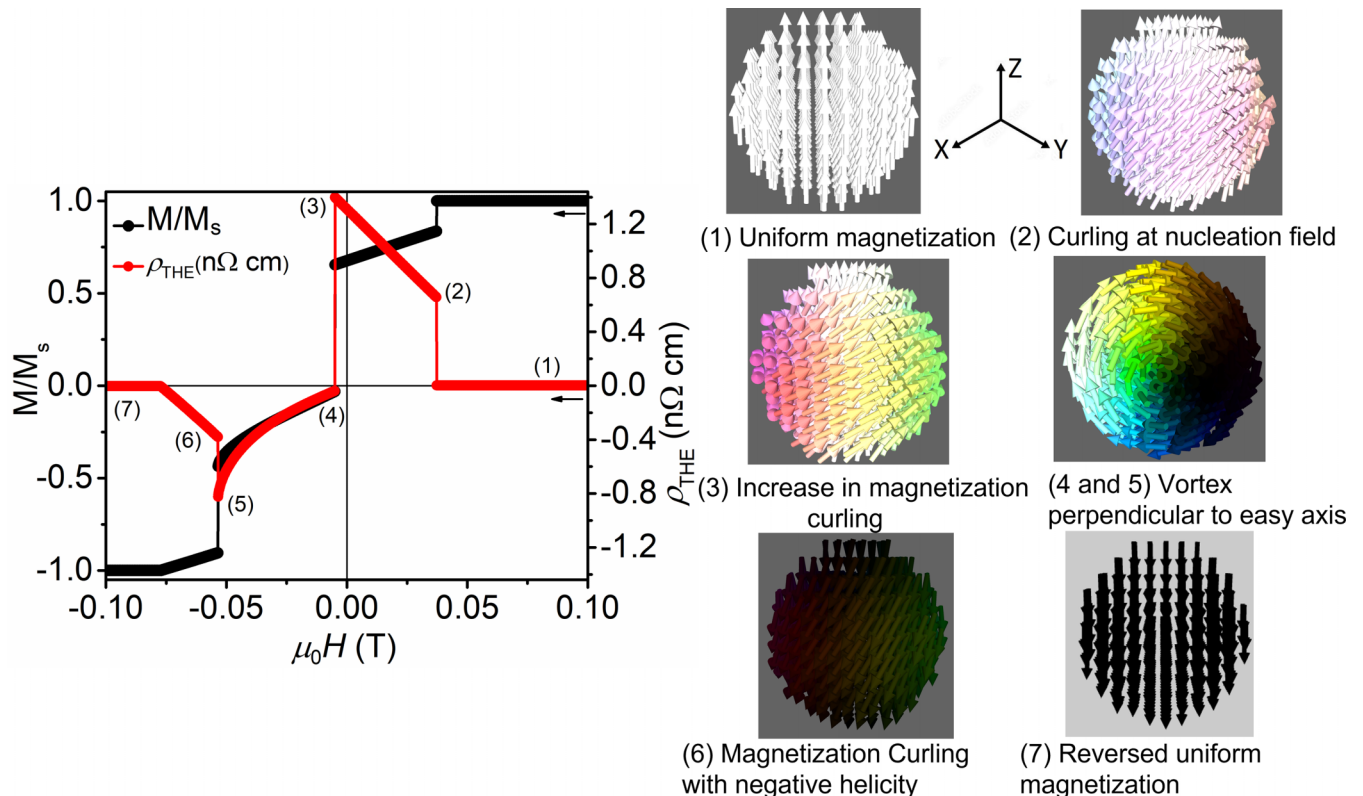 1.0
0.5
0.0
-0.5
-1.0
M/Ms
M/Ms
ρTHE(nΩ cm)
(1)
(2)
(3)
(4)
(5)
(6)
(7)
1.2
0.8
0.4
0.0
-0.4
-0.8
-1.2
ρTHE (nΩ cm)
-0.10
-0.05
0.00
0.05
0.10
μ0H (T)
Z
X
Y
(1) Uniform magnetization
(2) Curling at nucleation field
(3) Increase in magnetization
curling
(4 and 5) Vortex
perpendicular to easy axis
(6) Magnetization Curling
with negative helicity
(7) Reversed uniform
magnetization